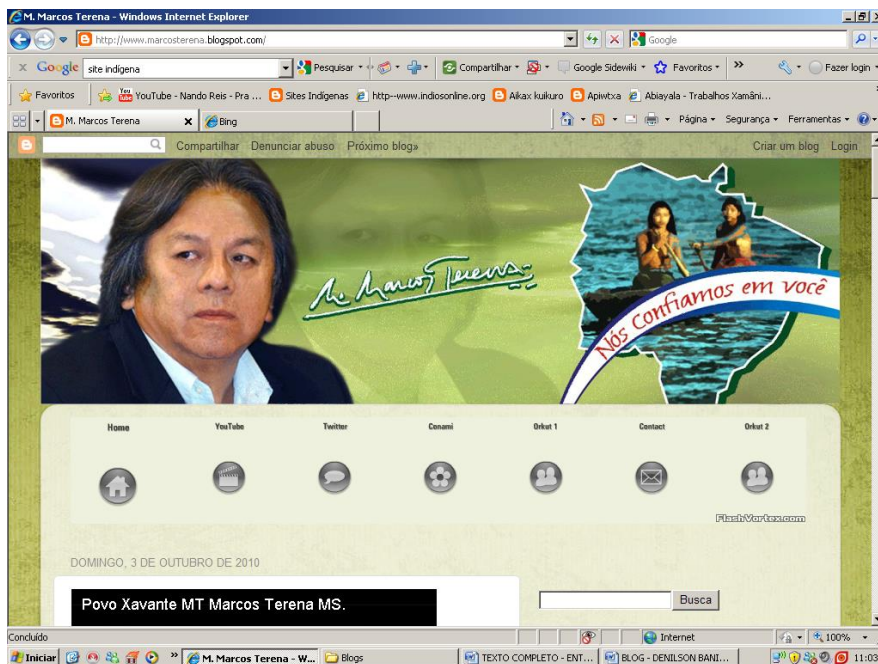 M. Marcos Terena - Windows Internet Explorer
http://www.marcosterena.blogspot.com/
Google
Google
site indígena
Pesquisar
Compartilhar
Google Sidewiki
Favoritos
»
Fazer login
Favoritos
YouTube - Nando Reis - Pra ...
Sites Indígenas
http--www.indiosonline.org
Aikax kuikuro
Apiwtxa
Abiayala - Trabalhos Xamâni...
M. Marcos Terena
Bing
Página
Segurança
Ferramentas
Compartilhar
Denunciar abuso
Próximo blog»
Criar um blog
Login
M. Marcos Terena
Nós Confiamos em você
Home
YouTube
Twitter
Conami
Orkut 1
Contact
Orkut 2
FlashVortex.com
DOMINGO, 3 DE OUTUBRO DE 2010
Povo Xavante MT Marcos Terena MS.
Busca
Concluído
Internet
100%
Iniciar
»
M. Marcos Terena - W...
Blogs
TEXTO COMPLETO - ENT...
BLOG - DENILSON BANI...
11:03